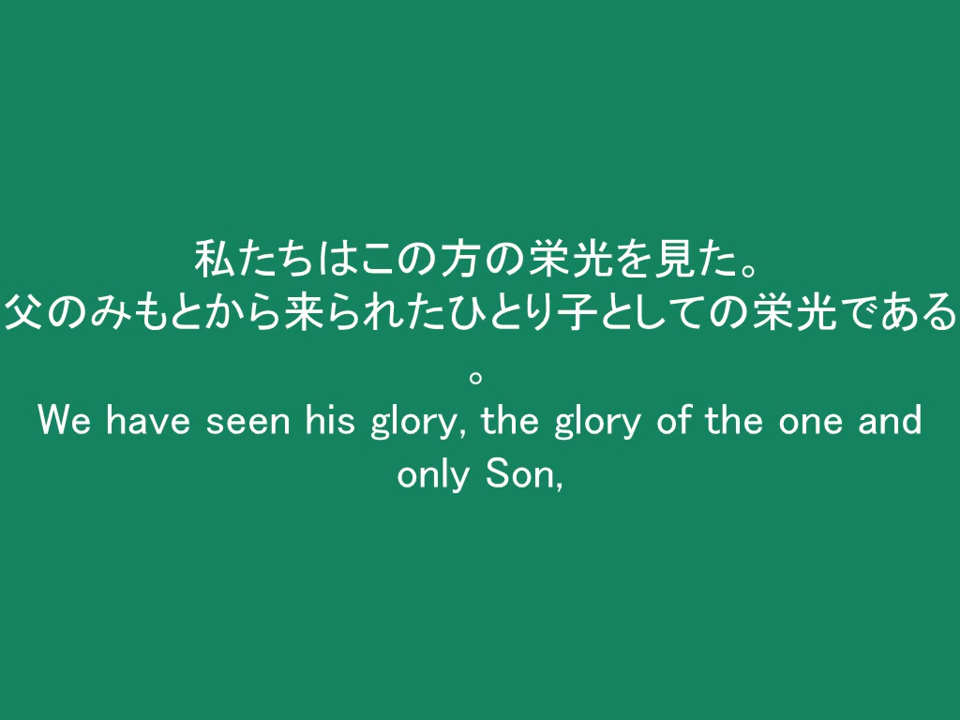 私たちはこの方の栄光を見た。
父のみもとから来られたひとり子としての栄光である
。
We have seen his glory, the glory of the one and
only Son,